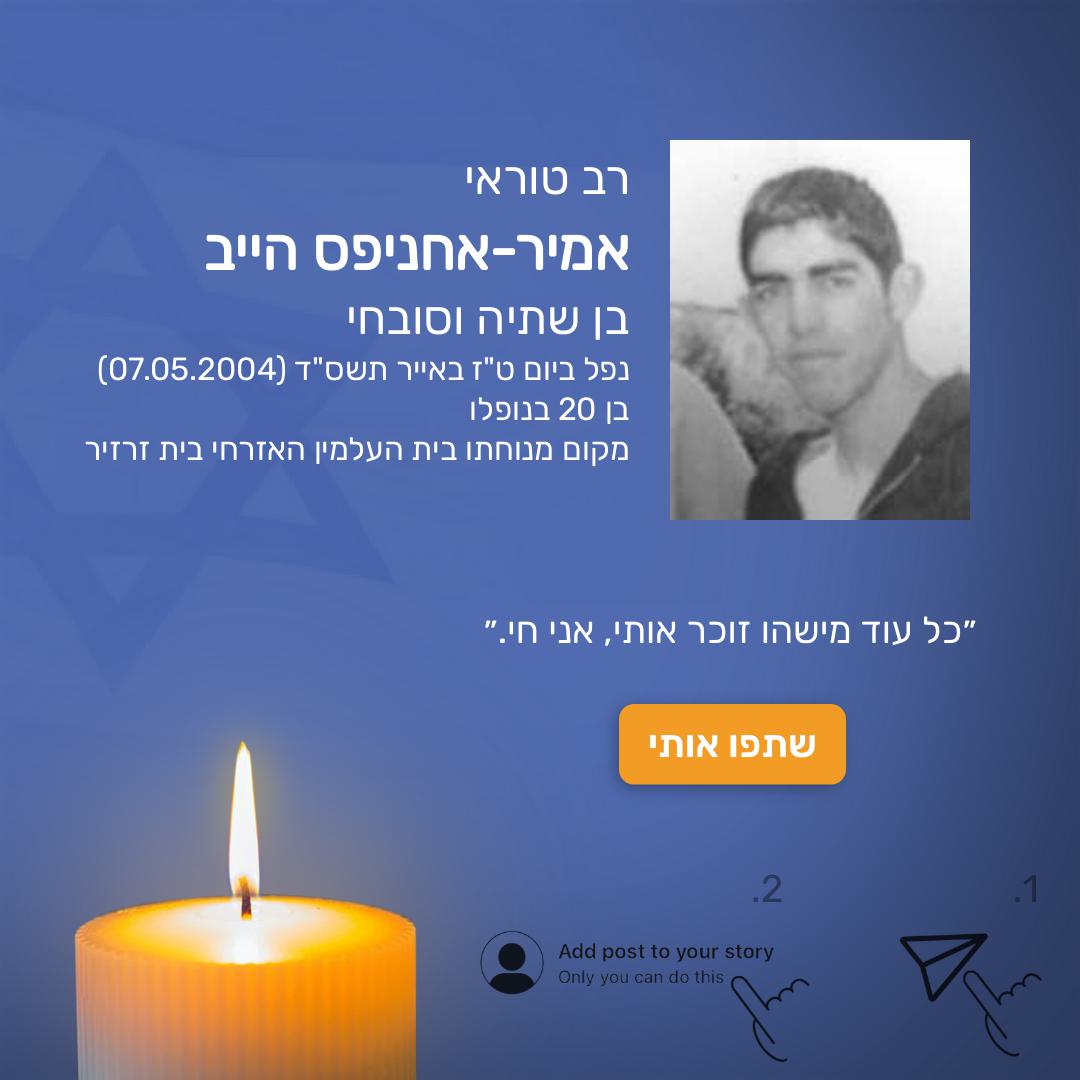 רב טוראי
אמיר-אחניפס הייב
בן שתיה וסובחי
נפל ביום ט"ז באייר תשס"ד (07.05.2004)
בן 20 בנופלו
מקום מנוחתו בית העלמין האזרחי בית זרזיר
״כל עוד מישהו זוכר אותי, אני חי.״
שתפו אותי
.1
.2
Add post to your story
Only you can do this